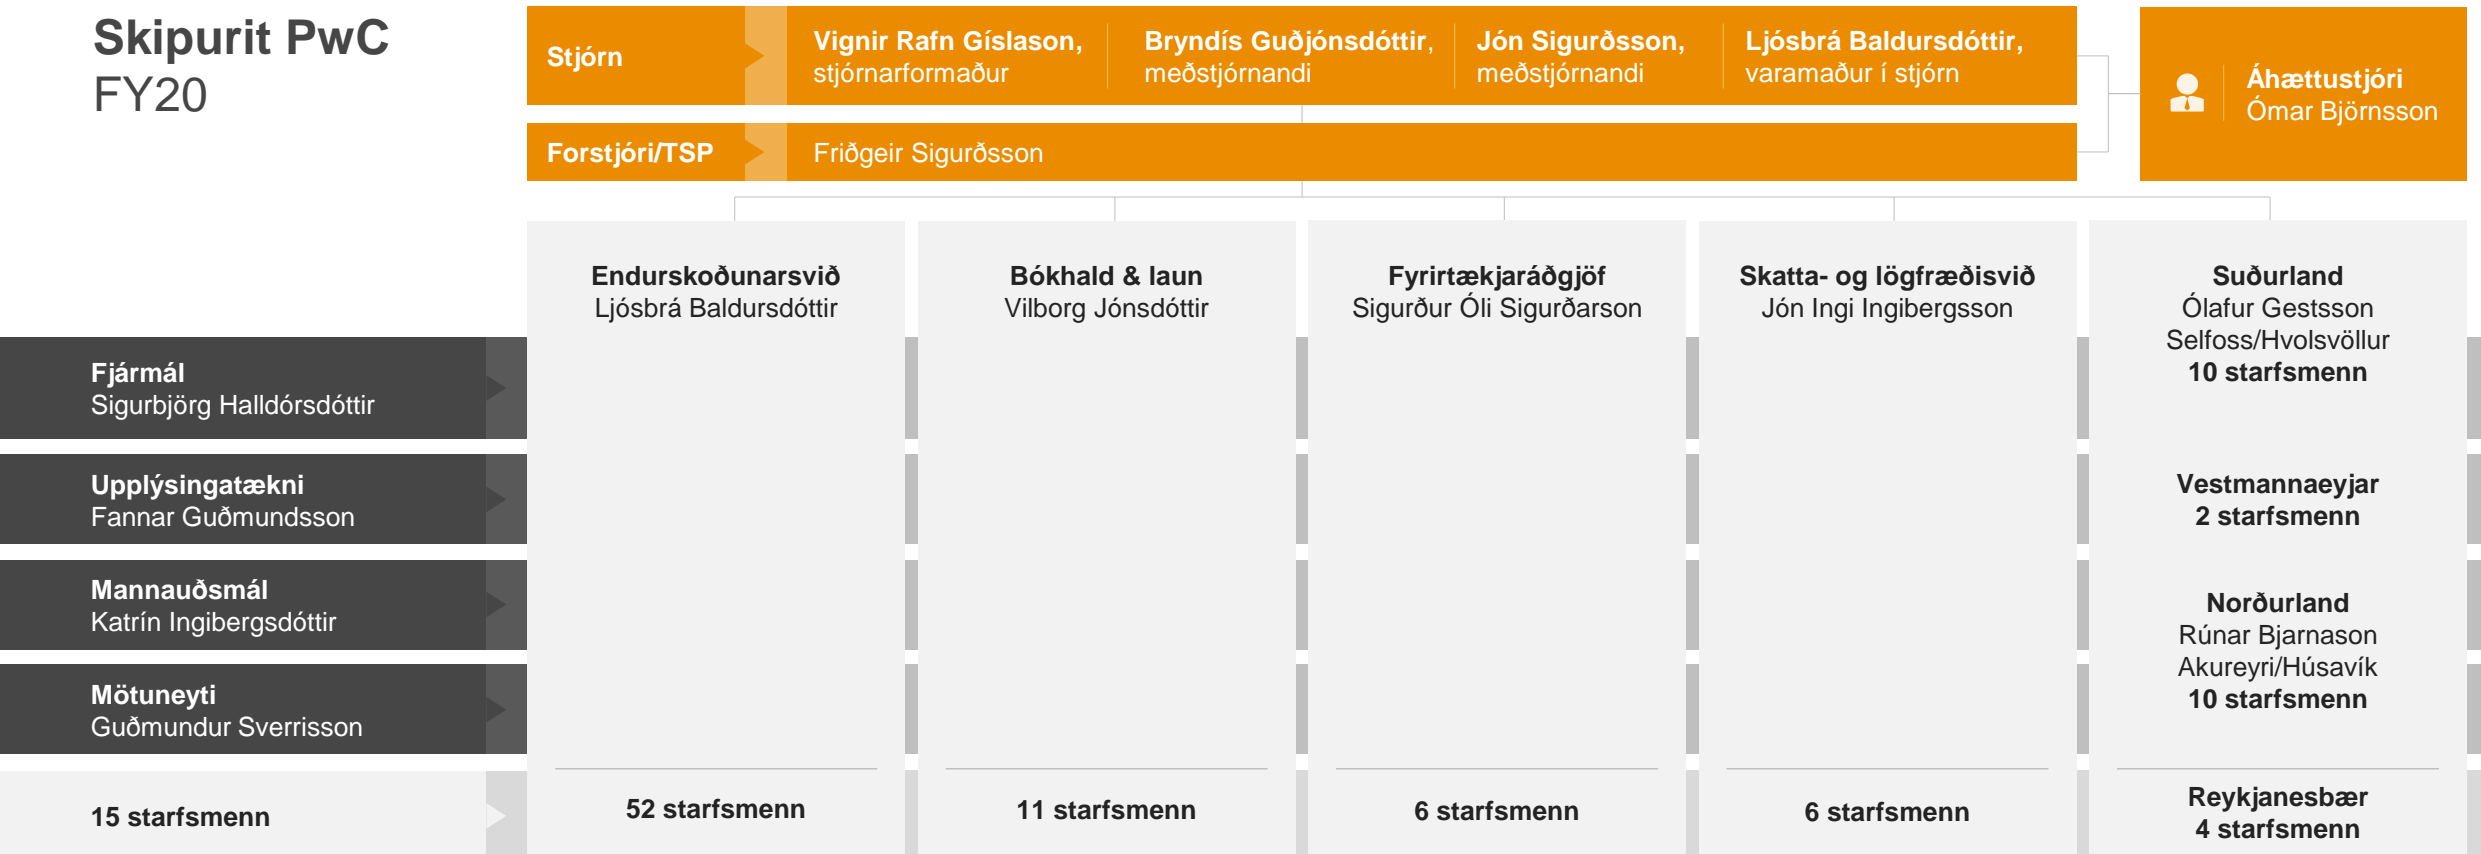 Skipurit PwC
FY20
Stjórn
Vignir Rafn Gíslason,
stjórnarformaður
Bryndís Guðjónsdóttir,
meðstjórnandi
Jón Sigurðsson,
meðstjórnandi
Ljósbrá Baldursdóttir,
varamaður í stjórn
Áhættustjóri
Ómar Björnsson
Forstjóri/TSP
Friðgeir Sigurðsson
Endurskoðunarsvið
Ljósbrá Baldursdóttir
Bókhald & laun
Vilborg Jónsdóttir
Fyrirtækjaráðgjöf
Sigurður Óli Sigurðarson
Skatta- og lögfræðisvið
Jón Ingi Ingibergsson
Suðurland
Ólafur Gestsson
Selfoss/Hvolsvöllur
10 starfsmenn
Fjármál
Sigurbjörg Halldórsdóttir
Upplýsingatækni
Fannar Guðmundsson
Vestmannaeyjar
2 starfsmenn
Mannauðsmál
Katrín Ingibergsdóttir
Norðurland
Rúnar Bjarnason
Akureyri/Húsavík
10 starfsmenn
Mötuneyti
Guðmundur Sverrisson
15 starfsmenn
52 starfsmenn
11 starfsmenn
6 starfsmenn
6 starfsmenn
Reykjanesbær
4 starfsmenn